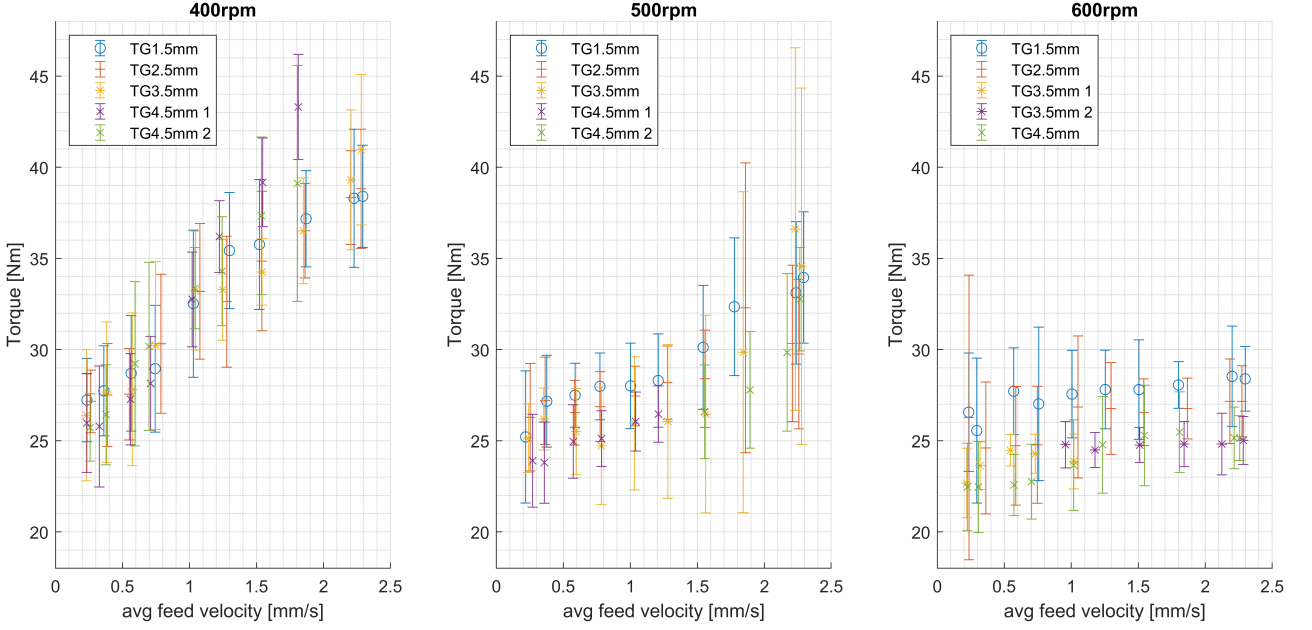 400rpm
TG1.5mm
TG2.5mm
TG3.5mm
TG4.5mm 1
TG4.5mm 2
45
40
35
30
25
20
0
0.5
1
1.5
2
2.5
Torque [Nm]
avg feed velocity [mm/s]
500rpm
TG1.5mm
TG2.5mm
TG3.5mm
TG4.5mm 1
TG4.5mm 2
45
40
35
30
25
20
0
0.5
1
1.5
2
2.5
Torque [Nm]
avg feed velocity [mm/s]
600rpm
TG1.5mm
TG2.5mm
TG3.5mm 1
TG3.5mm 2
TG4.5mm
45
40
35
30
25
20
0
0.5
1
1.5
2
2.5
Torque [Nm]
avg feed velocity [mm/s]